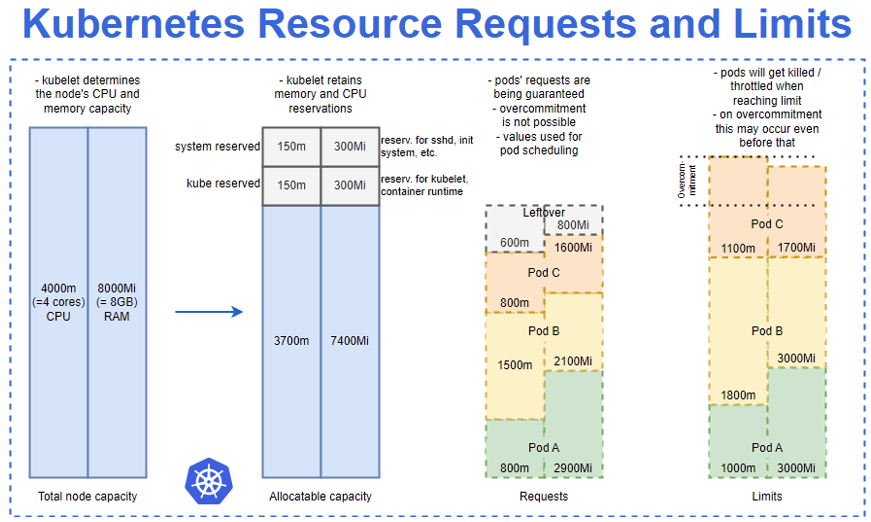 Kubernetes Resource Requests and Limits
- kubelet determines
the node's CPU and
memory capacity
- kubelet retains
memory and CPU
reservations
- pods' requests are
being guaranteed
- overcommitment
is not possible
- values used for
pod scheduling
- pods will get killed /
throttled when
reaching limit
- on overcommitment
this may occur even
before that
system reserved
150m
300Mi
reserv. for sshd, init
system, etc.
kube reserved
150m
300Mi
reserv. for kubelet,
container runtime
4000m
(=4 cores)
CPU
8000Mi
(= 8GB)
RAM
3700m
7400Mi
Leftover
600m
800Mi
1600Mi
Pod C
800m
Pod B
1500m
2100Mi
Pod A
800m
2900Mi
Overcom-
mitment
Pod C
1100m
1700Mi
Pod B
1800m
3000Mi
Pod A
1000m
3000Mi
Total node capacity
Allocatable capacity
Requests
Limits